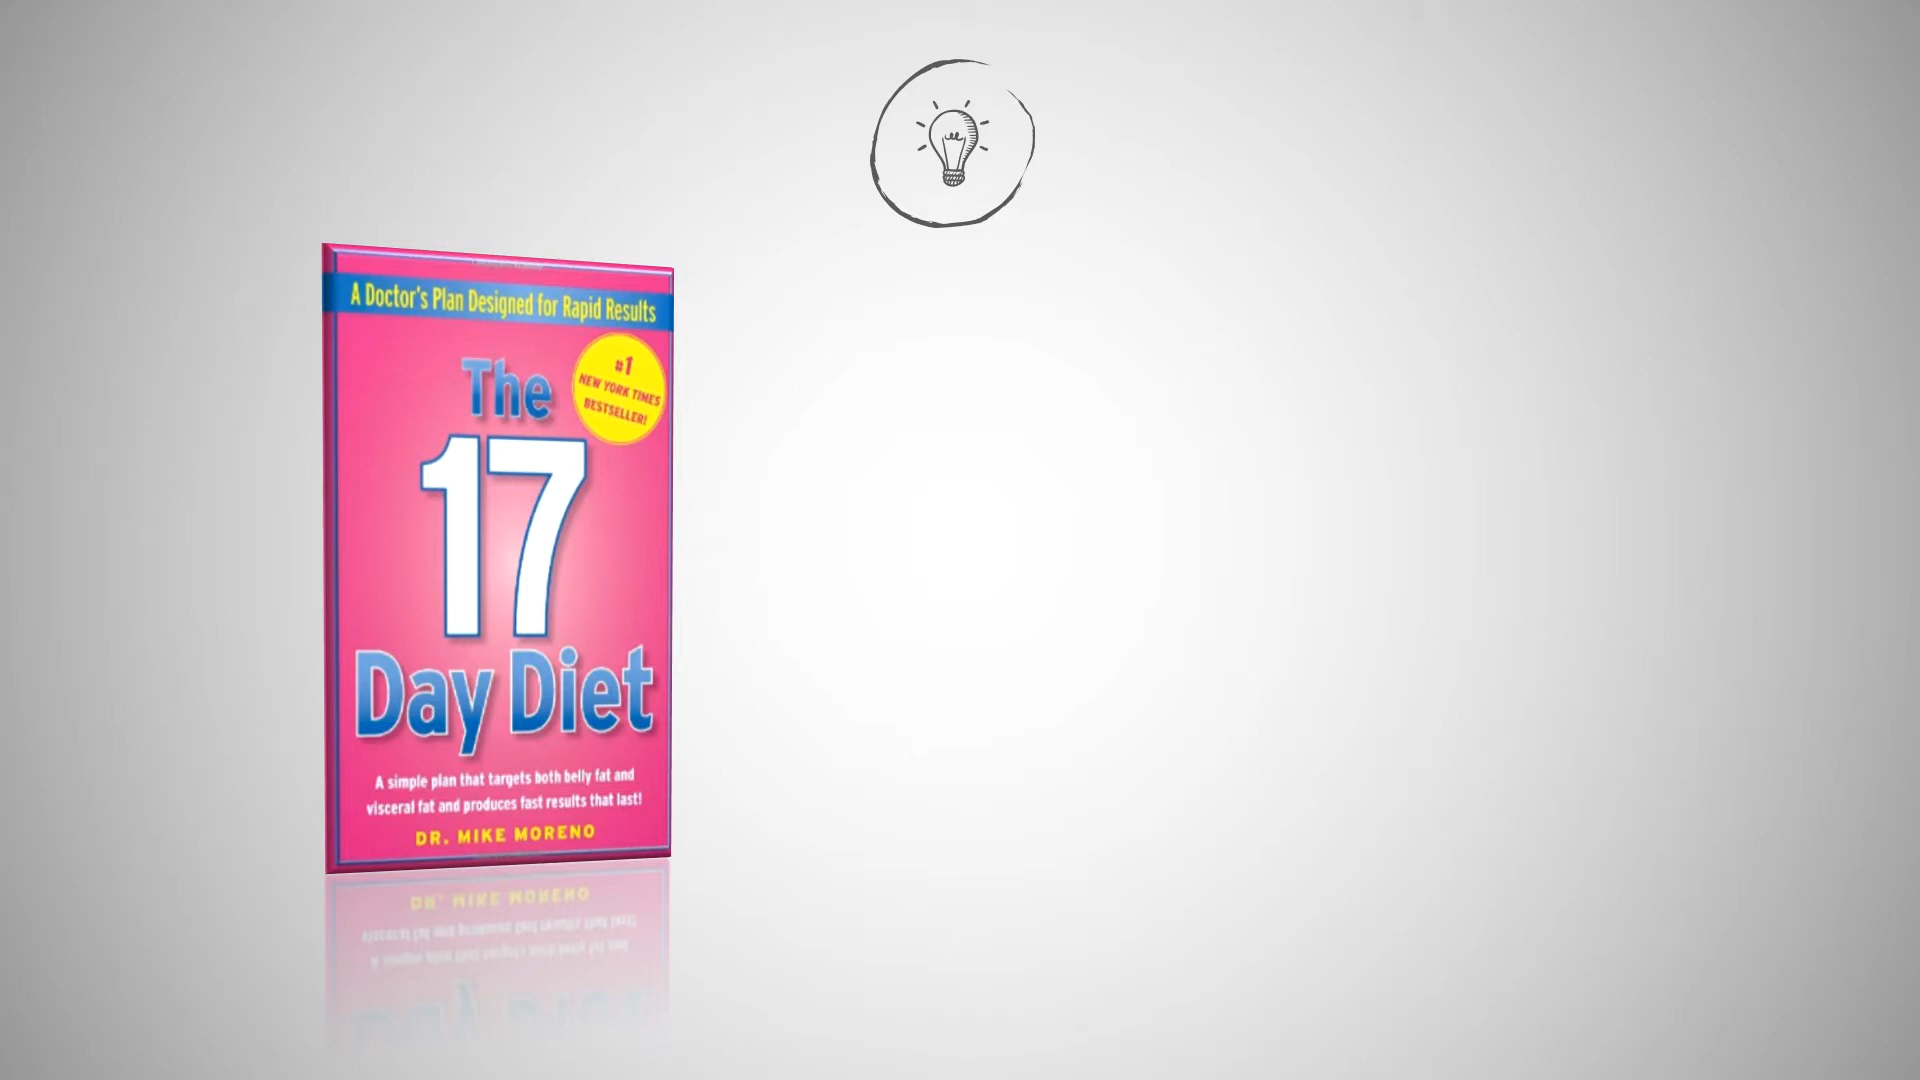 A Doctor's Plan Designed for Rapid Results
The
#1
NEW YORK TIMES
BESTSELLER!
17
Day Diet
A simple plan that targets both belly fat and
visceral fat and produces fast results that last!
DR. MIKE MORENO